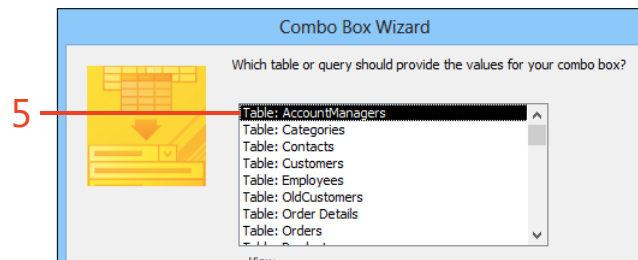 Combo Box Wizard
Which table or query should provide the values for your combo box?
5
Table: AccountManagers
Table: Categories
Table: Contacts
Table: Customers
Table: Employees
Table: OldCustomers
Table: Order Details
Table: Orders